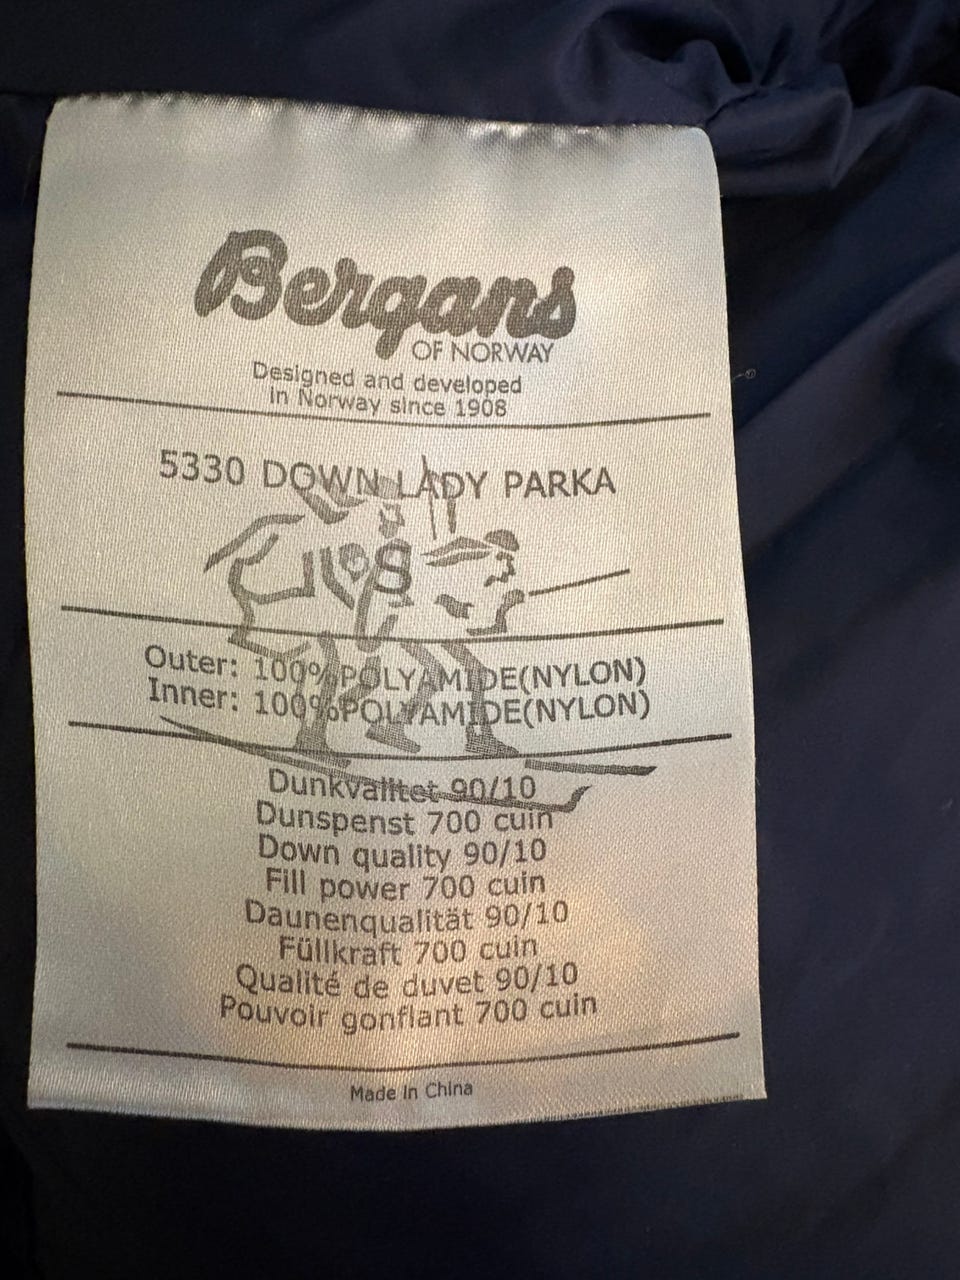 Bergans
OF NORWAY
Designed and developed
in Norway since 1908
5330 DOWN LADY PARKA
Outer: 100%POLYAMIDE(NYLON)
Inner: 100%POLYAMIDE(NYLON)
Dunkvalitet 90/10
Dunspenst 700 cuin
Down quality 90/10
Fill power 700 cuin
Daunenqualität 90/10
Füllkraft 700 cuin
Qualité de duvet 90/10
Pouvoir gonflant 700 cuin
Made in China